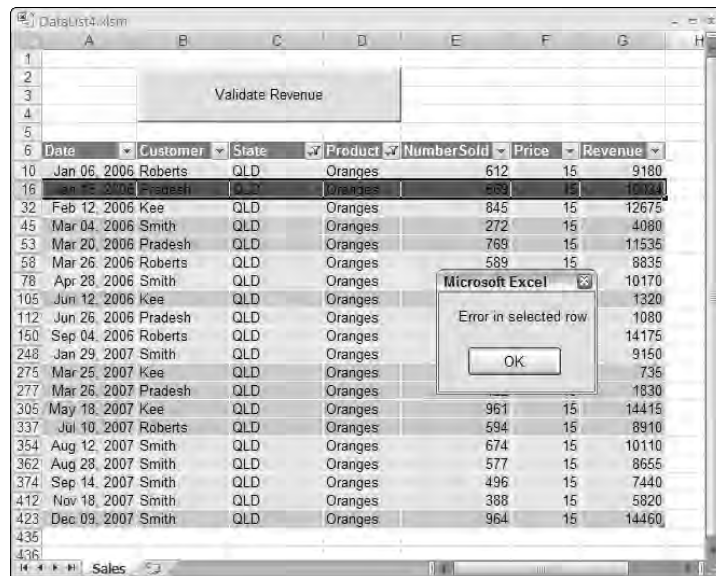 DataList4.xlsm
A B C D E F G H
1
2
3 Validate Revenue
4
5
6 Date Customer State Product NumberSold Price Revenue
10 Jan 06, 2006 Roberts QLD Oranges 612 15 9180
16 2006 Pradesh QLD Oranges 15
32 Feb 12, 2006 Kee QLD Oranges 845 15 12675
45 Mar 04, 2006 Smith QLD Oranges 272 15 4080
53 Mar 20, 2006 Pradesh QLD Oranges 769 15 11535
58 Mar 26, 2006 Roberts QLD Oranges 589 15 8835
78 Apr 28, 2006 Smith QLD Oranges 10170
105 Jun 12, 2006 Kee QLD Oranges 1320
112 Jun 26, 2006 Pradesh QLD Oranges 1080
150 Sep 04, 2006 Roberts QLD Oranges 14175
248 Jan 29, 2007 Smith QLD Oranges 9150
275 Mar 25, 2007 Kee QLD Oranges 735
277 Mar 26, 2007 Pradesh QLD Oranges 1830
305 May 18, 2007 Kee QLD Oranges 961 15 14415
337 Jul 10, 2007 Roberts QLD Oranges 594 15 8910
354 Aug 12, 2007 Smith QLD Oranges 674 15 10110
362 Aug 28, 2007 Smith QLD Oranges 577 15 8655
374 Sep 14, 2007 Smith QLD Oranges 496 15 7440
412 Nov 18, 2007 Smith QLD Oranges 388 15 5820
423 Dec 09, 2007 Smith QLD Oranges 964 15 14460
435
436
Microsoft Excel
Error in selected row
OK
Sales